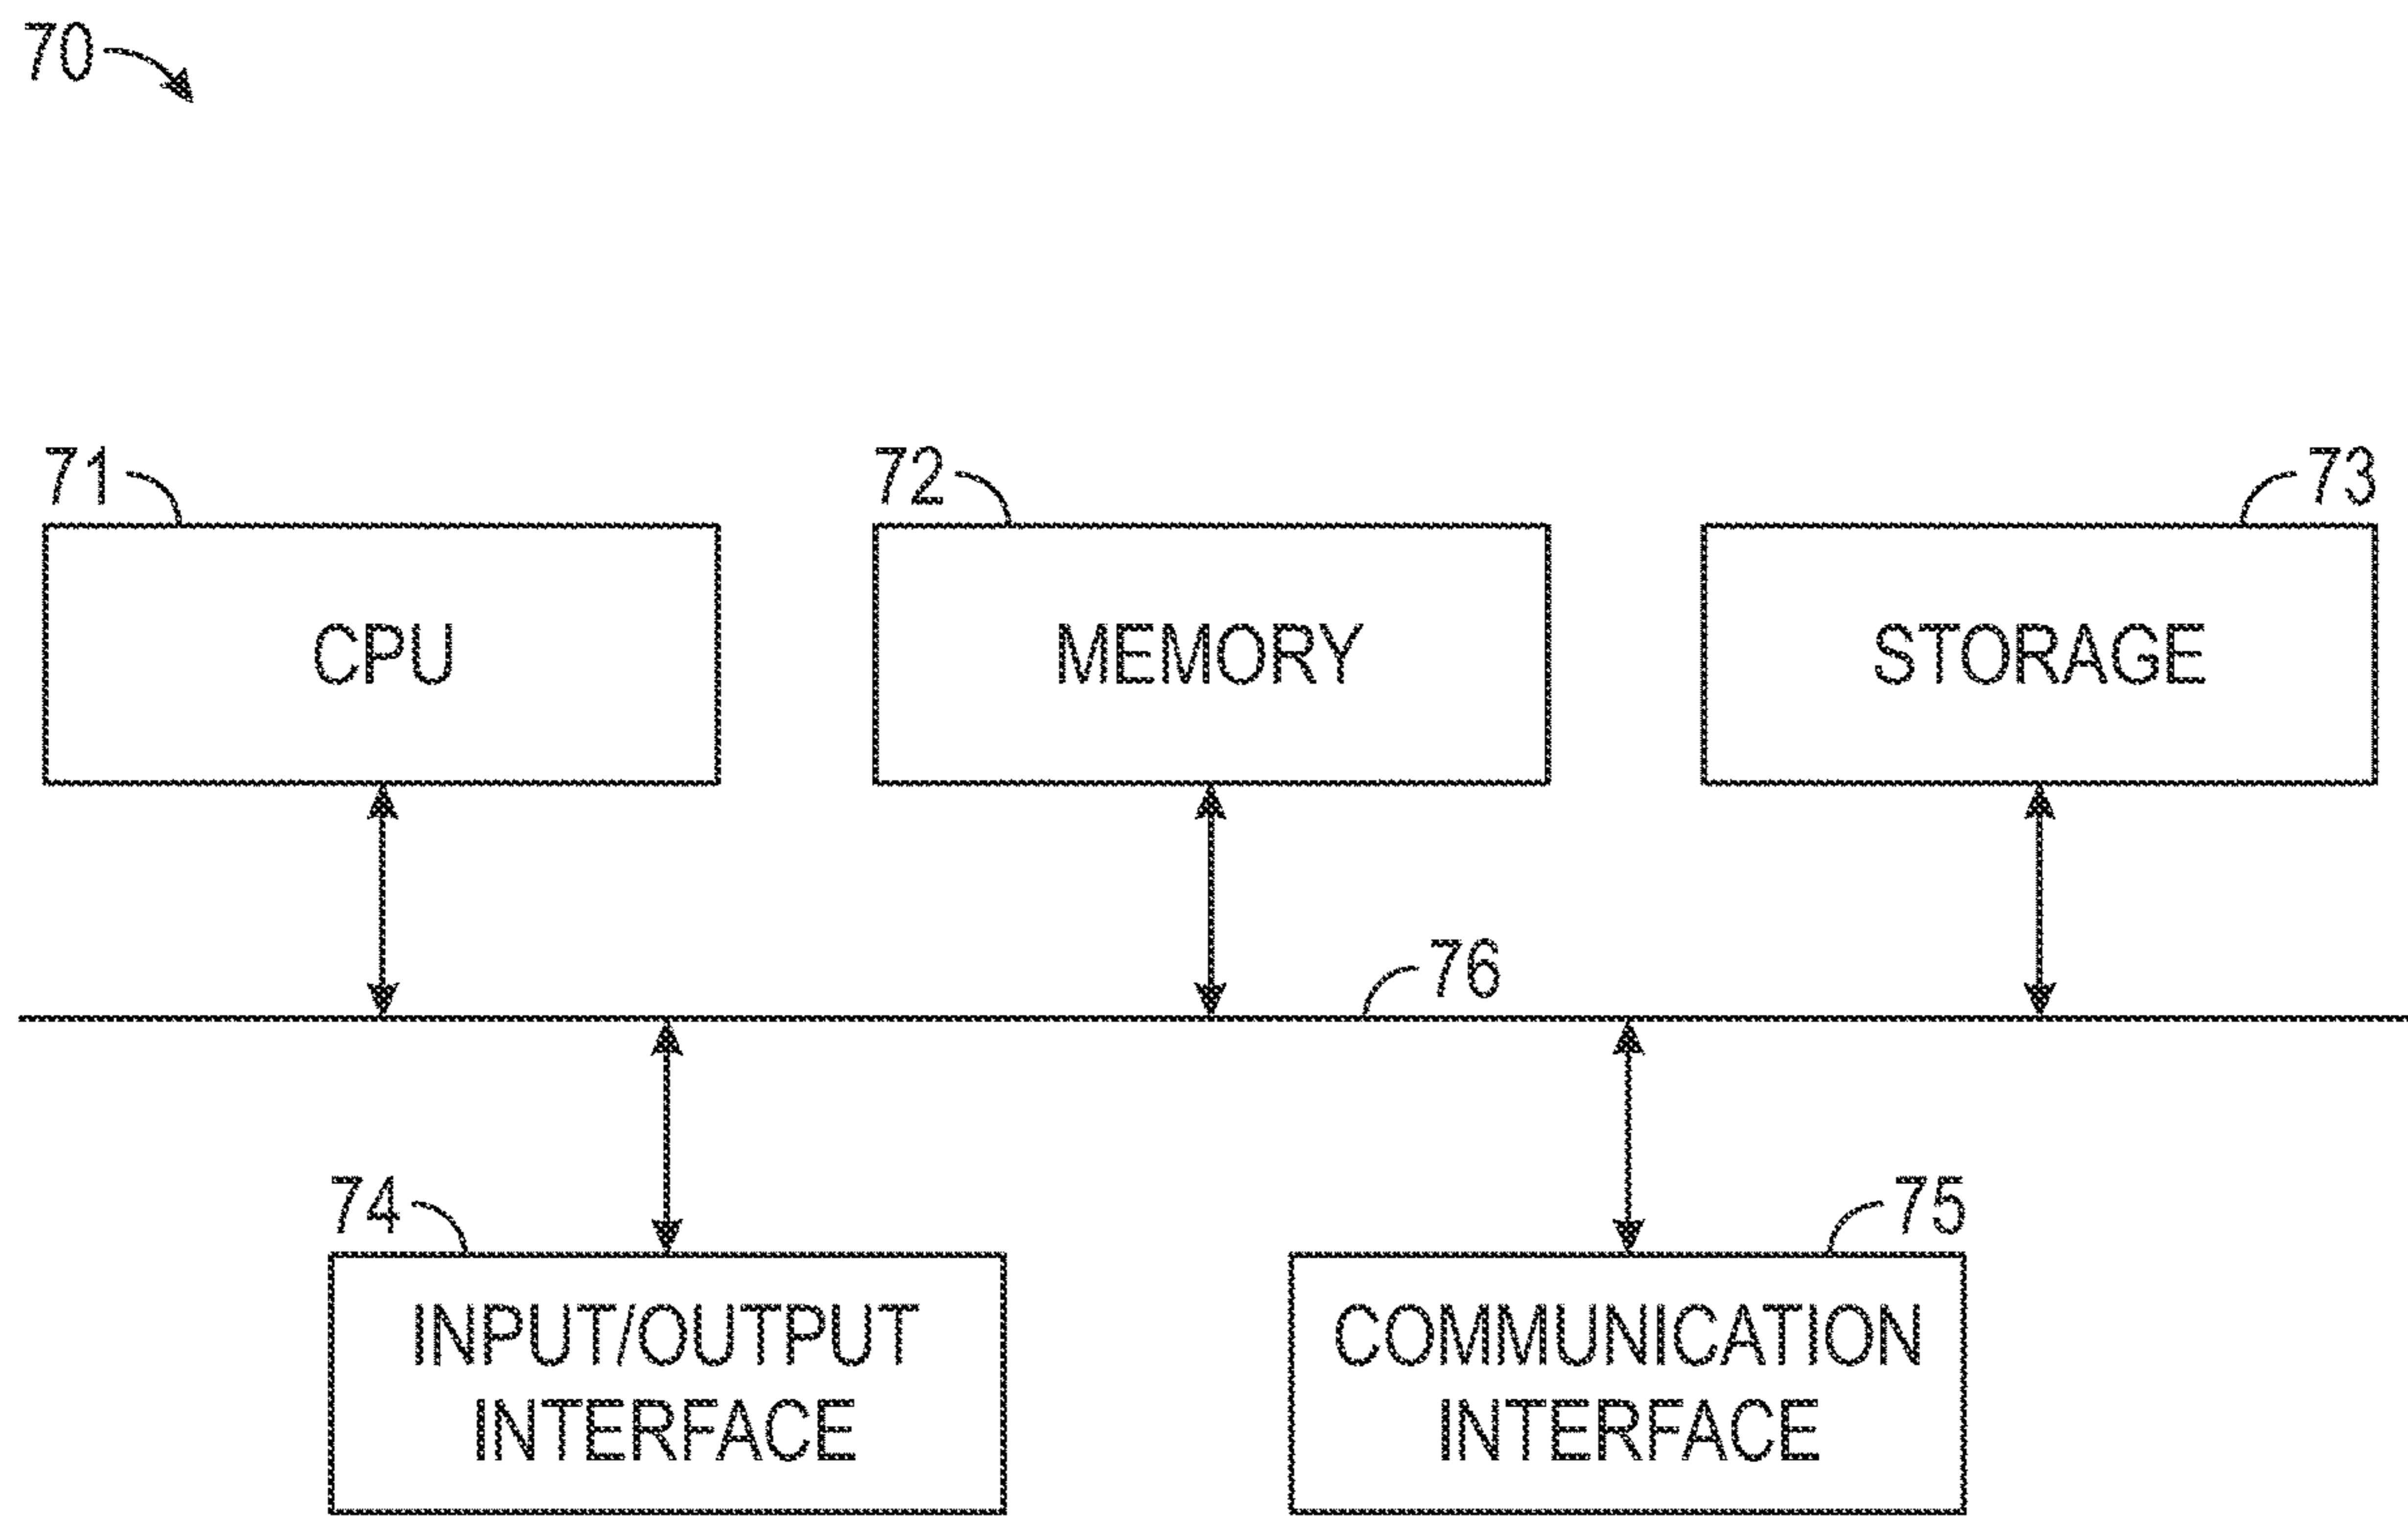 70
71
72
73
CPU
MEMORY
STORAGE
76
74
75
INPUT/OUTPUT
INTERFACE
COMMUNICATION
INTERFACE